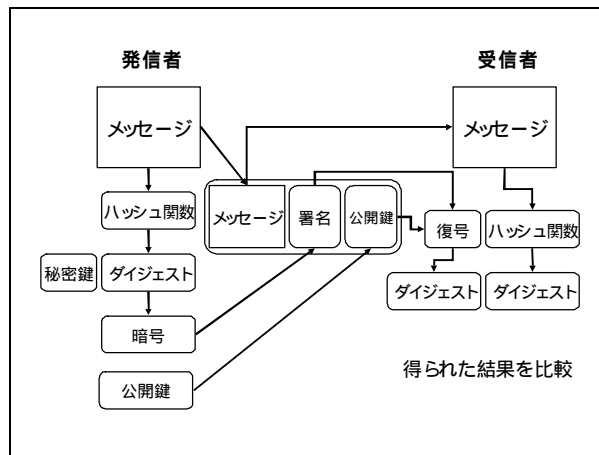 発信者
受信者
メッセージ
メッセージ
ハッシュ関数
メッセージ
署名
公開鍵
復号
ハッシュ関数
秘密鍵
ダイジェスト
ダイジェスト
ダイジェスト
暗号
公開鍵
得られた結果を比較